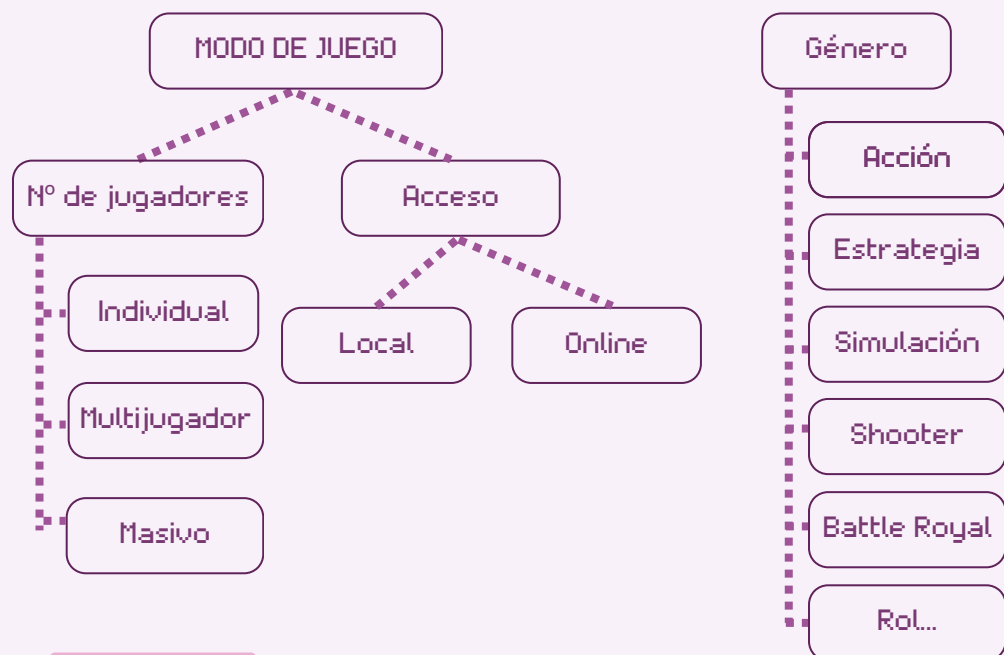 MODO DE JUEGO
Género
Nº de jugadores
Acceso
Individual
Multijugador
Masivo
Local
Online
Acción
Estrategia
Simulación
Shooter
Battle Royal
Rol...